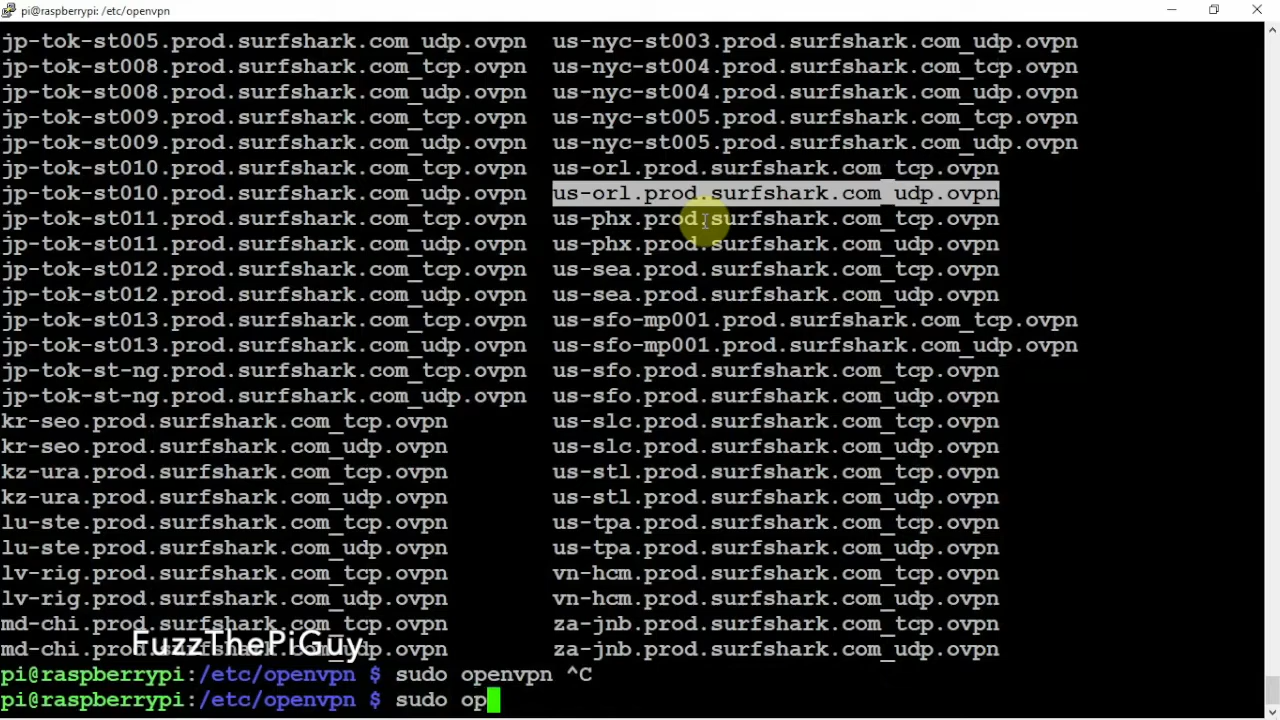 pi@raspberrypi: /etc/openvpn
jp-tok-st005.prod.surfshark.com_udp.ovpn us-nyc-st003.prod.surfshark.com_udp.ovpn
jp-tok-st008.prod.surfshark.com_tcp.ovpn us-nyc-st004.prod.surfshark.com_tcp.ovpn
jp-tok-st008.prod.surfshark.com_udp.ovpn us-nyc-st004.prod.surfshark.com_udp.ovpn
jp-tok-st009.prod.surfshark.com_tcp.ovpn us-nyc-st005.prod.surfshark.com_tcp.ovpn
jp-tok-st009.prod.surfshark.com_udp.ovpn us-nyc-st005.prod.surfshark.com_udp.ovpn
jp-tok-st010.prod.surfshark.com_tcp.ovpn us-orl.prod.surfshark.com_tcp.ovpn
jp-tok-st010.prod.surfshark.com_udp.ovpn us-orl.prod.surfshark.com_udp.ovpn
jp-tok-st011.prod.surfshark.com_tcp.ovpn us-phx.prod.surfshark.com_tcp.ovpn
jp-tok-st011.prod.surfshark.com_udp.ovpn us-phx.prod.surfshark.com_udp.ovpn
jp-tok-st012.prod.surfshark.com_tcp.ovpn us-sea.prod.surfshark.com_tcp.ovpn
jp-tok-st012.prod.surfshark.com_udp.ovpn us-sea.prod.surfshark.com_udp.ovpn
jp-tok-st013.prod.surfshark.com_tcp.ovpn us-sfo-mp001.prod.surfshark.com_tcp.ovpn
jp-tok-st013.prod.surfshark.com_udp.ovpn us-sfo-mp001.prod.surfshark.com_udp.ovpn
jp-tok-st-ng.prod.surfshark.com_tcp.ovpn us-sfo.prod.surfshark.com_tcp.ovpn
jp-tok-st-ng.prod.surfshark.com_udp.ovpn us-sfo.prod.surfshark.com_udp.ovpn
kr-seo.prod.surfshark.com_tcp.ovpn us-slc.prod.surfshark.com_tcp.ovpn
kr-seo.prod.surfshark.com_udp.ovpn us-slc.prod.surfshark.com_udp.ovpn
kz-ura.prod.surfshark.com_tcp.ovpn us-stl.prod.surfshark.com_tcp.ovpn
kz-ura.prod.surfshark.com_udp.ovpn us-stl.prod.surfshark.com_udp.ovpn
lu-ste.prod.surfshark.com_tcp.ovpn us-tpa.prod.surfshark.com_tcp.ovpn
lu-ste.prod.surfshark.com_udp.ovpn us-tpa.prod.surfshark.com_udp.ovpn
lv-rig.prod.surfshark.com_tcp.ovpn vn-hcm.prod.surfshark.com_tcp.ovpn
lv-rig.prod.surfshark.com_udp.ovpn vn-hcm.prod.surfshark.com_udp.ovpn
md-chi.prod.surfshark.com_tcp.ovpn za-jnb.prod.surfshark.com_tcp.ovpn
md-chi.prod.surfshark.com_udp.ovpn za-jnb.prod.surfshark.com_udp.ovpn
FuzzThePiGuy
pi@raspberrypi:/etc/openvpn $ sudo openvpn ^C
pi@raspberrypi:/etc/openvpn $ sudo op